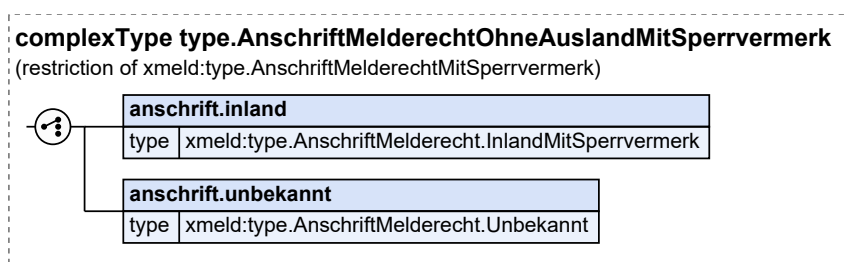 complexType type.AnschriftMelderechtOhneAuslandMitSperrvermerk
(restriction of xmeld:type.AnschriftMelderechtMitSperrvermerk)
anschrift.inland
type xmeld:type.AnschriftMelderecht.InlandMitSperrvermerk
anschrift.unbekannt
type xmeld:type.AnschriftMelderecht.Unbekannt